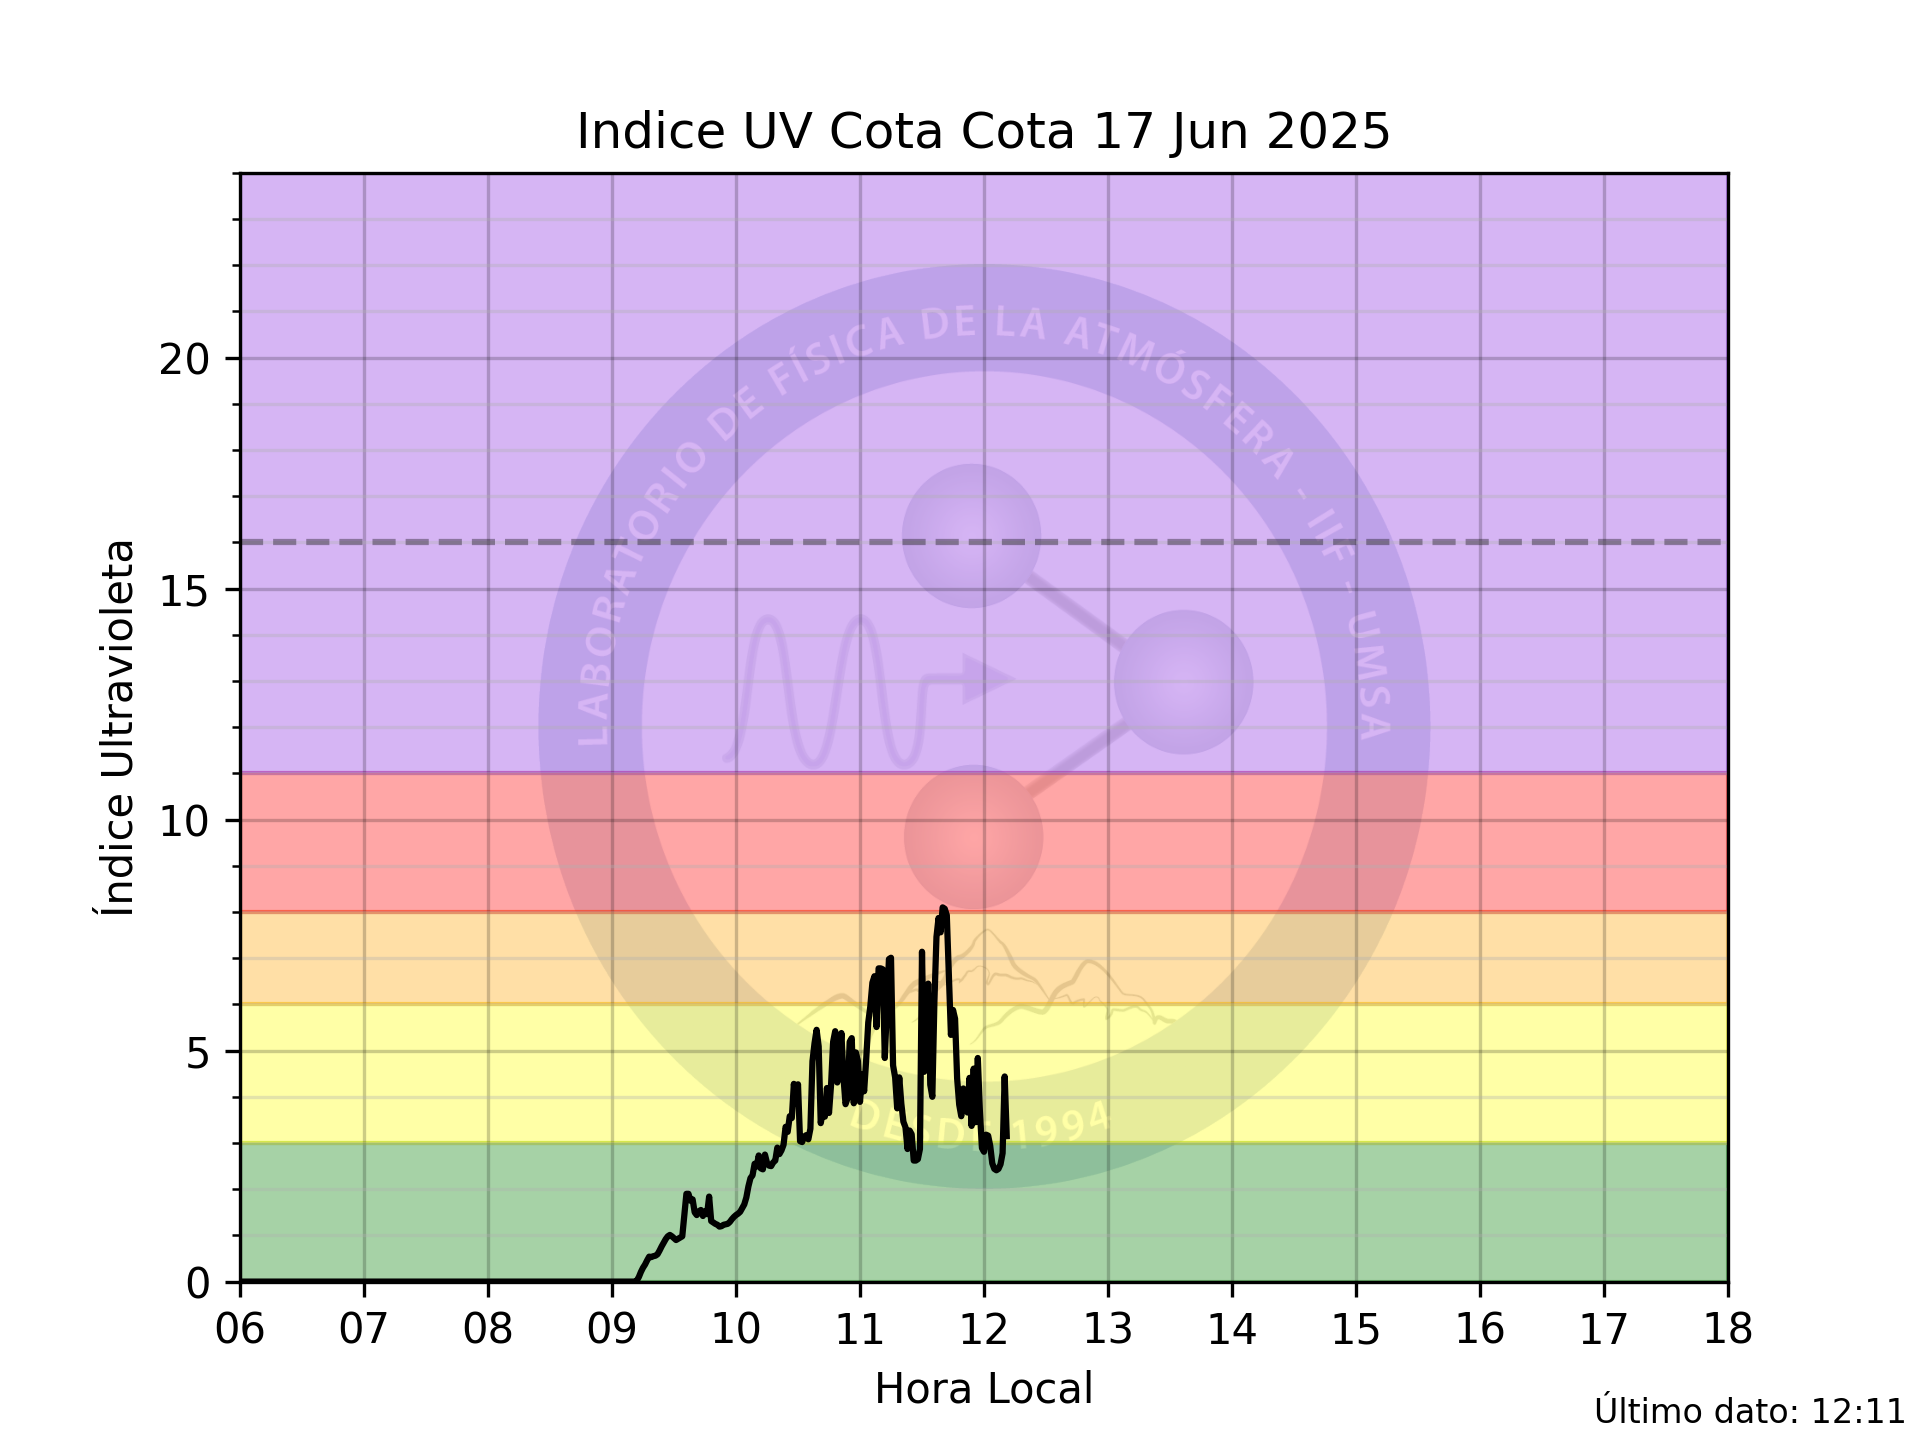 Indice UV Cota Cota 17 Jun 2025
LABORATORIO DE FÍSICA DE LA ATMÓSFERA - IIF - UMSA
DESDE 1994
Índice Ultravioleta
20
15
10
5
0
06 07 08 09 10 11 12 13 14 15 16 17 18
Hora Local
Último dato: 12:11